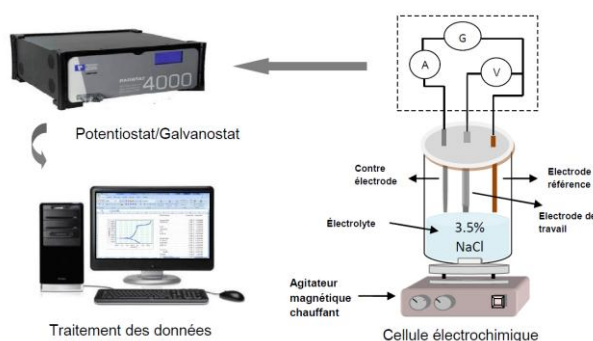 G
A
V
4000
Potentiostat/Galvanostat
Contre
électrode
Electrode
référence
Electrode de
travail
Électrolyte
3.5%
NaCl
Agitateur
magnétique
chauffant
Traitement des données
Cellule électrochimique